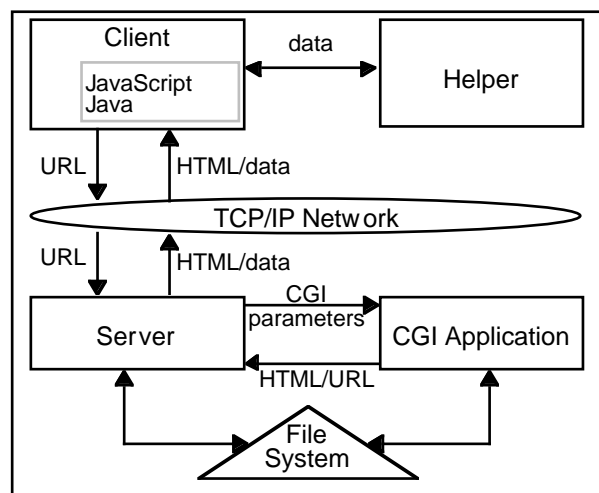 Client
data
JavaScript
Java
Helper
URL
HTML/data
TCP/IP Network
URL
HTML/data
CGI
parameters
Server
CGI Application
HTML/URL
File
System